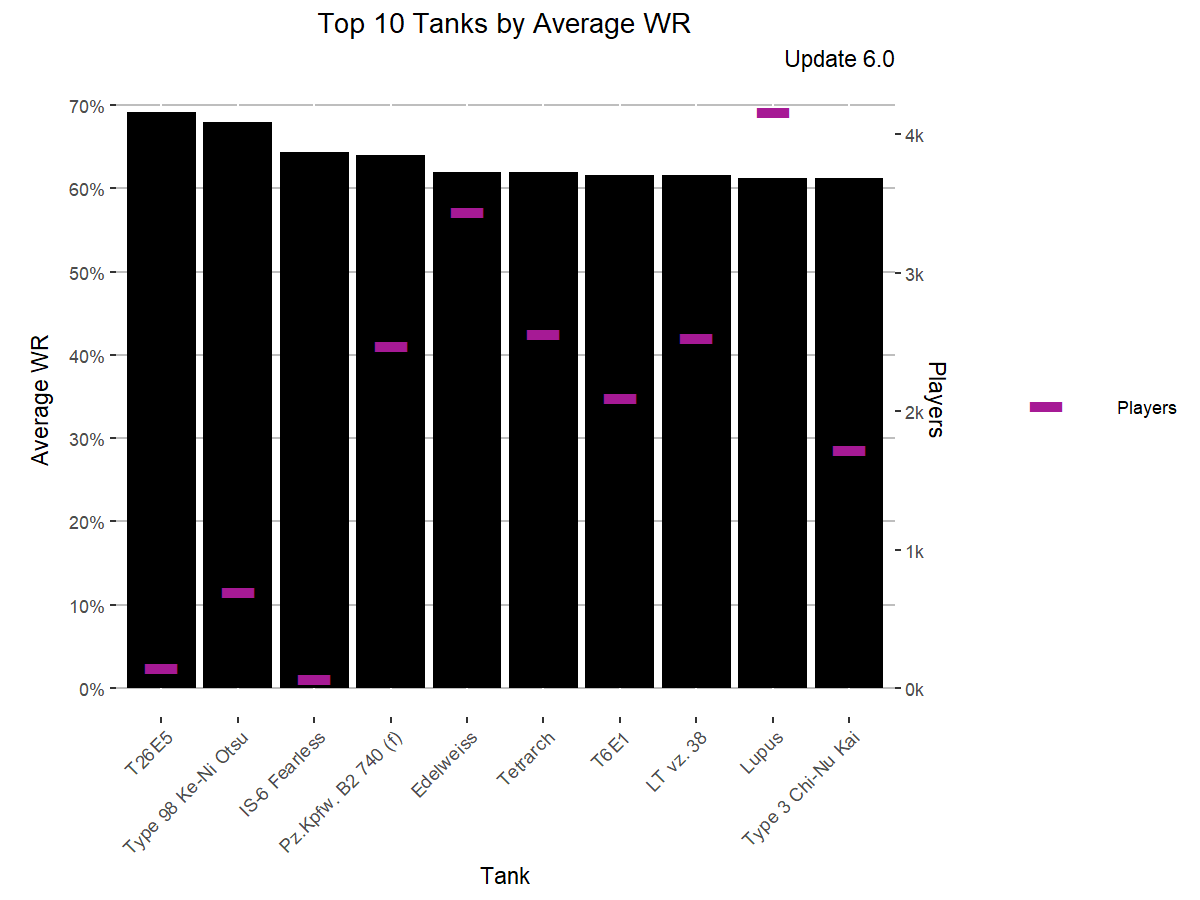 Top 10 Tanks by Average WR
Update 6.0
70%
60%
50%
40%
30%
20%
10%
0%
Average WR
4k
3k
2k
1k
0k
Players
Players
T26E5
Type 98 Ke-Ni Otsu
IS-6 Fearless
Pz.Kpfw. B2 740 (f)
Edelweiss
Tetrarch
T6E1
LT vz. 38
Lupus
Type 3 Chi-Nu Kai
Tank